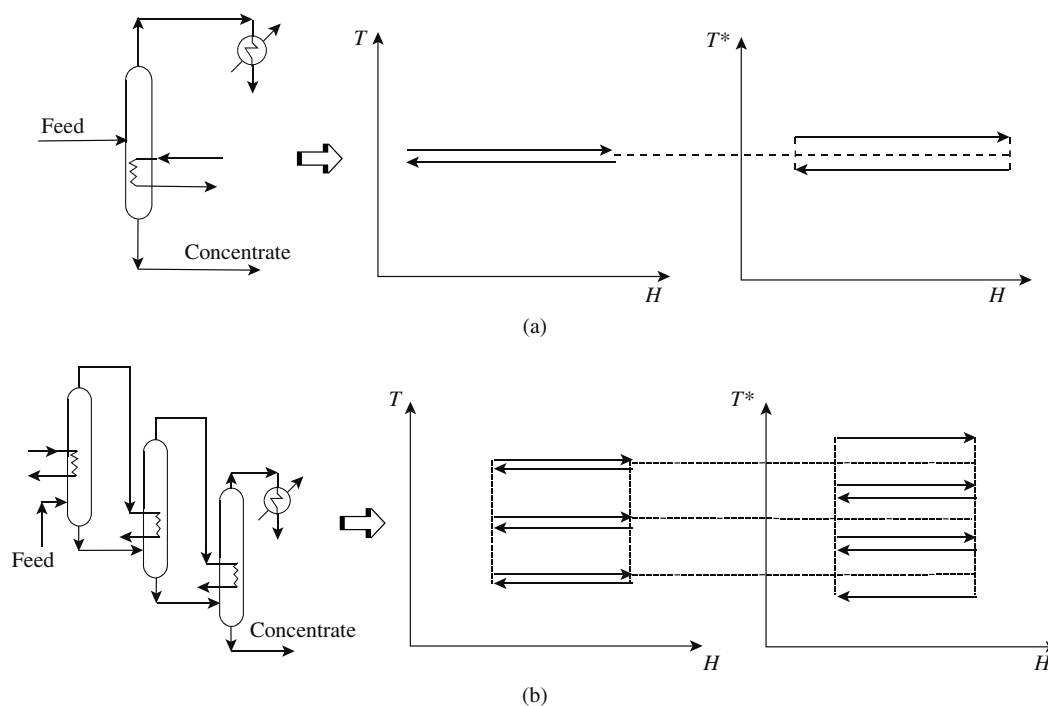 T
T*
Feed
Concentrate
H
H
(a)
T
T*
Feed
Concentrate
H
H
(b)